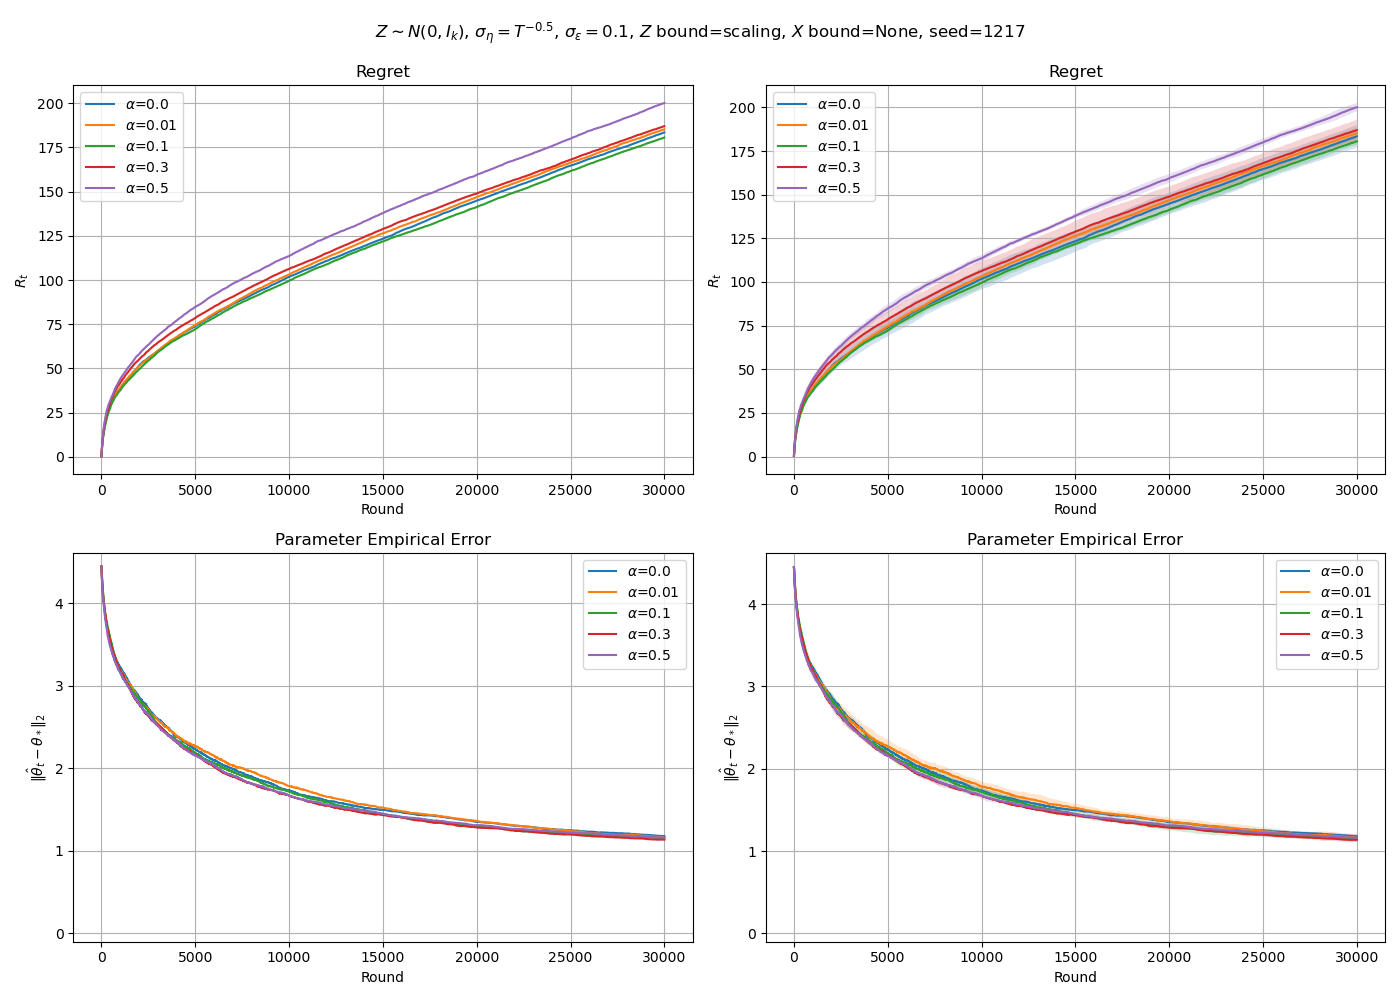 Z ∼ N(0, I_k), σ_η = T^{−0.5}, σ_ε = 0.1, Z bound=scaling, X bound=None, seed=1217
Regret
R_t
200
175
150
125
100
75
50
25
0
α=0.0
α=0.01
α=0.1
α=0.3
α=0.5
0 5000 10000 15000 20000 25000 30000
Round
Regret
R_t
200
175
150
125
100
75
50
25
0
α=0.0
α=0.01
α=0.1
α=0.3
α=0.5
0 5000 10000 15000 20000 25000 30000
Round
Parameter Empirical Error
‖θ̂_t − θ_*‖_2
4
3
2
1
0
α=0.0
α=0.01
α=0.1
α=0.3
α=0.5
0 5000 10000 15000 20000 25000 30000
Round
Parameter Empirical Error
‖θ̂_t − θ_*‖_2
4
3
2
1
0
α=0.0
α=0.01
α=0.1
α=0.3
α=0.5
0 5000 10000 15000 20000 25000 30000
Round